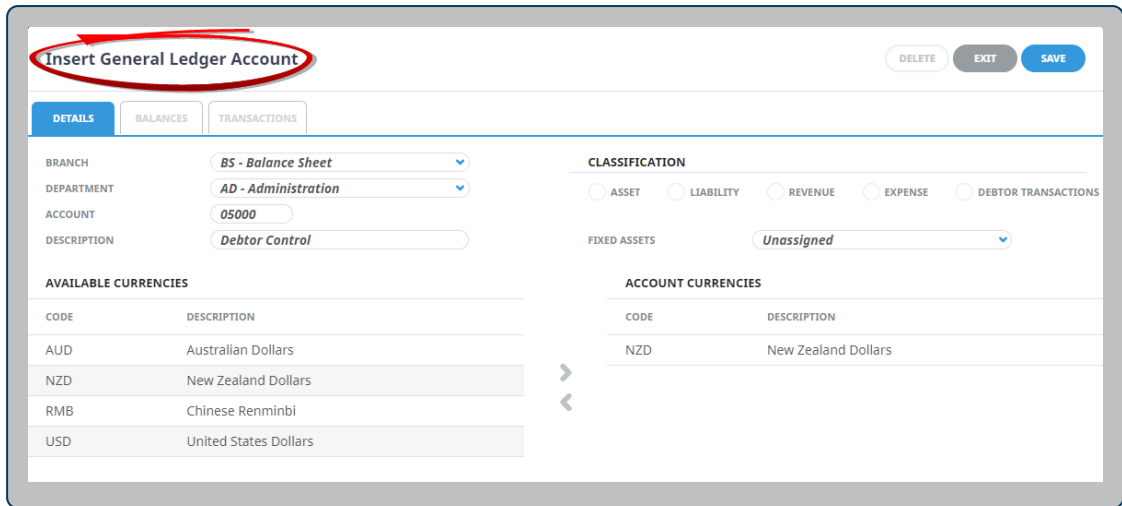 Insert General Ledger Account
DELETE EXIT SAVE
DETAILS BALANCES TRANSACTIONS
BRANCH BS - Balance Sheet
DEPARTMENT AD - Administration
ACCOUNT 05000
DESCRIPTION Debtor Control
CLASSIFICATION
ASSET LIABILITY REVENUE EXPENSE DEBTOR TRANSACTIONS
FIXED ASSETS Unassigned
AVAILABLE CURRENCIES
CODE DESCRIPTION
AUD Australian Dollars
NZD New Zealand Dollars
RMB Chinese Renminbi
USD United States Dollars
ACCOUNT CURRENCIES
CODE DESCRIPTION
NZD New Zealand Dollars